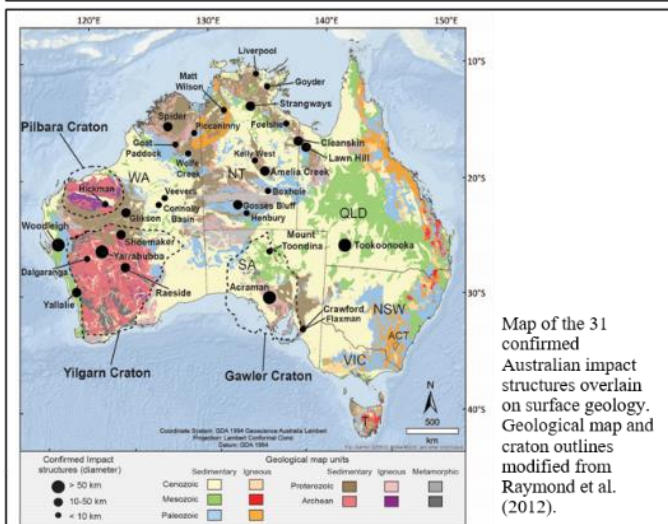 120°E
130°E
140°E
150°E
10°S
20°S
30°S
40°S
Liverpool
Matt
Wilson
Goyder
Strangways
Spider
Piccaninny
Foelsche
Pilbara Craton
Cleanskin
Goat
Paddock
Wolfe
Creek
Kelly West
Lawn Hill
WA
NT
Amelia Creek
Hickman
Veevers
Boxhole
Connolly
Basin
Gosses Bluff
Henbury
QLD
Glikson
Woodleigh
Shoemaker
Mount
Toondina
Tookoonooka
Yarrabubba
SA
Dalgaranga
Raeside
Acraman
Yallalie
Crawford
Flaxman
NSW
ACT
VIC
Yilgarn Craton
Gawler Craton
T
N
500
km
Coordinate System: GDA 1994 Geoscience Australia Lambert
Projection: Lambert Conformal Conic
Datum: GDA 1994
Confirmed Impact
structures (diameter)
> 50 km
10-50 km
< 10 km
Geological map units
Sedimentary Igneous
Cenozoic
Mesozoic
Paleozoic
Sedimentary Igneous Metamorphic
Proterozoic
Archean
Map of the 31
confirmed
Australian impact
structures overlain
on surface geology.
Geological map and
craton outlines
modified from
Raymond et al.
(2012).